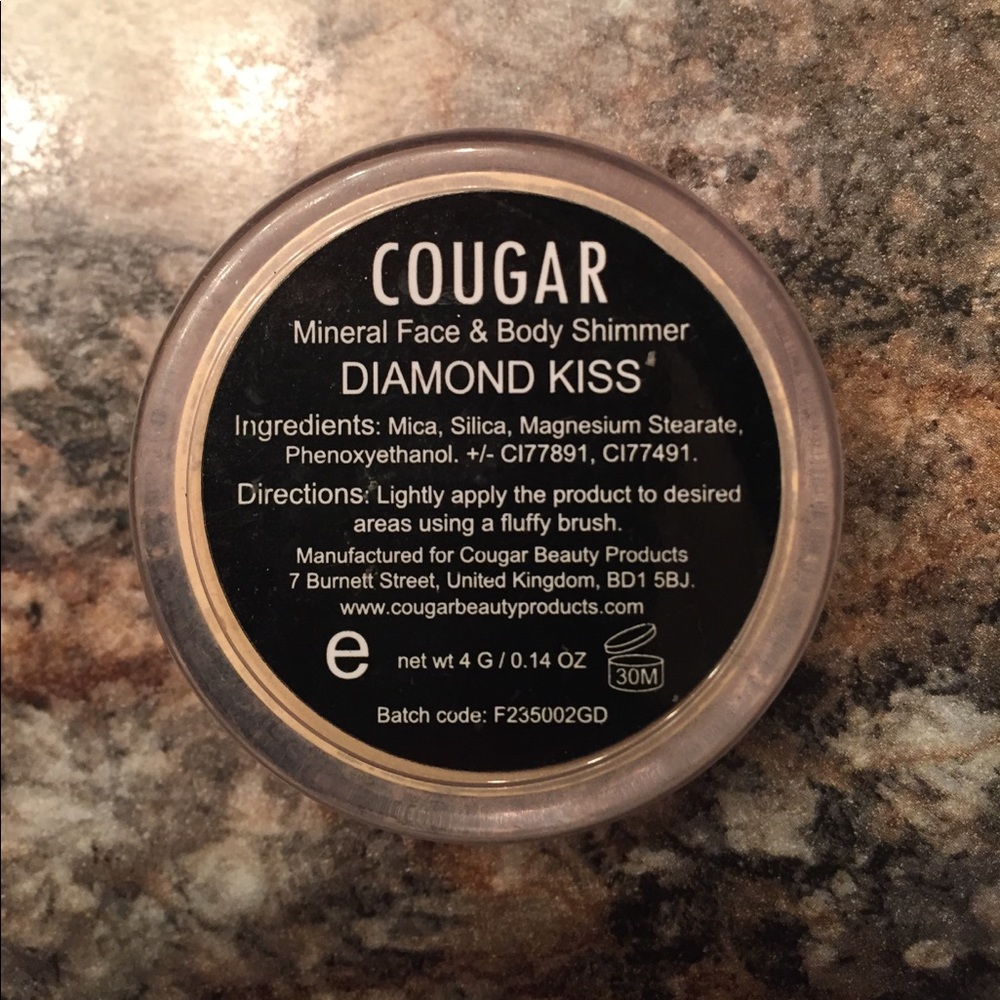 COUGAR
Mineral Face & Body Shimmer
DIAMOND KISS
Ingredients: Mica, Silica, Magnesium Stearate,
Phenoxyethanol. +/- CI77891, CI77491.
Directions: Lightly apply the product to desired
areas using a fluffy brush.
Manufactured for Cougar Beauty Products
7 Burnett Street, United Kingdom, BD1 5BJ.
www.cougarbeautyproducts.com
e net wt 4 G / 0.14 OZ 30M
Batch code: F235002GD